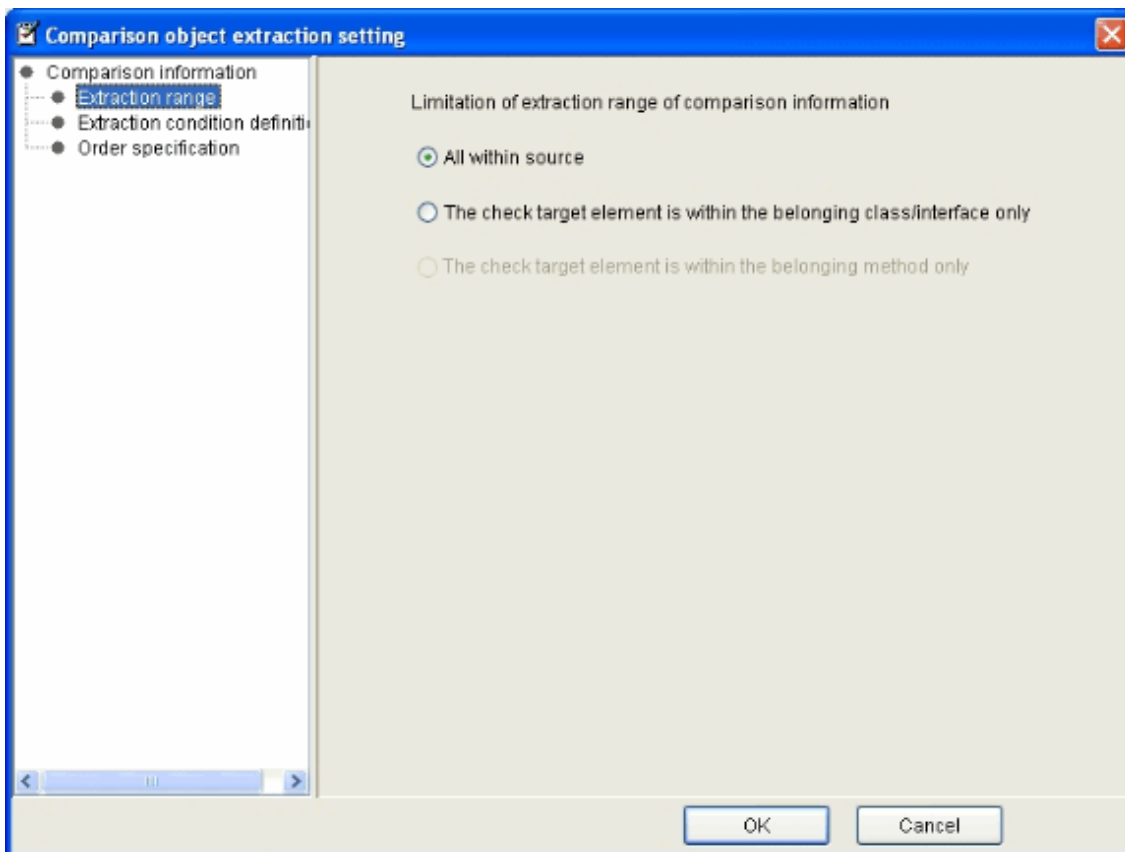 Comparison object extraction setting
Comparison information
Extraction range
Extraction condition definiti
Order specification
Limitation of extraction range of comparison information
All within source
The check target element is within the belonging class/interface only
The check target element is within the belonging method only
OK
Cancel